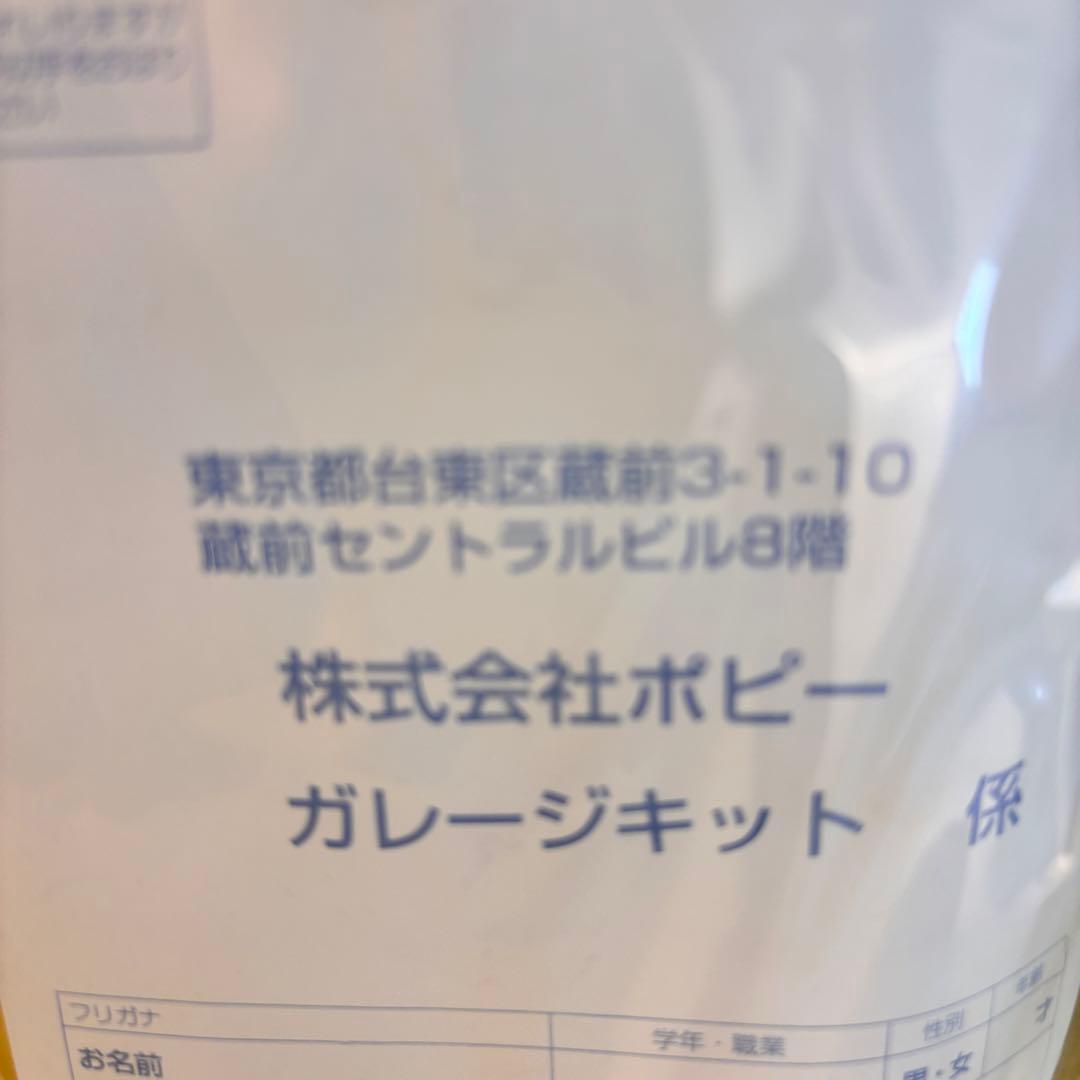 東京都台東区蔵前3-1-10
蔵前セントラルビル8階
株式会社ポピー
ガレージキット 係
フリガナ 学年・職業 性別 年齢
お名前 男・女 才